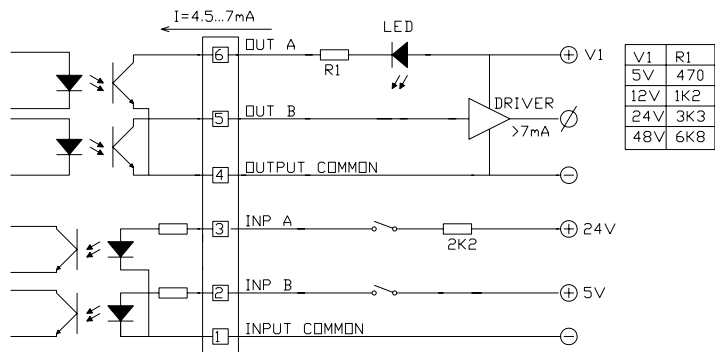 I=4.5...7mA
LED
6 OUT A
R1
V1
5 OUT B
DRIVER
>7mA
4 OUTPUT COMMON
3 INP A
2K2
24V
2 INP B
5V
1 INPUT COMMON
V1 R1
5V 470
12V 1K2
24V 3K3
48V 6K8